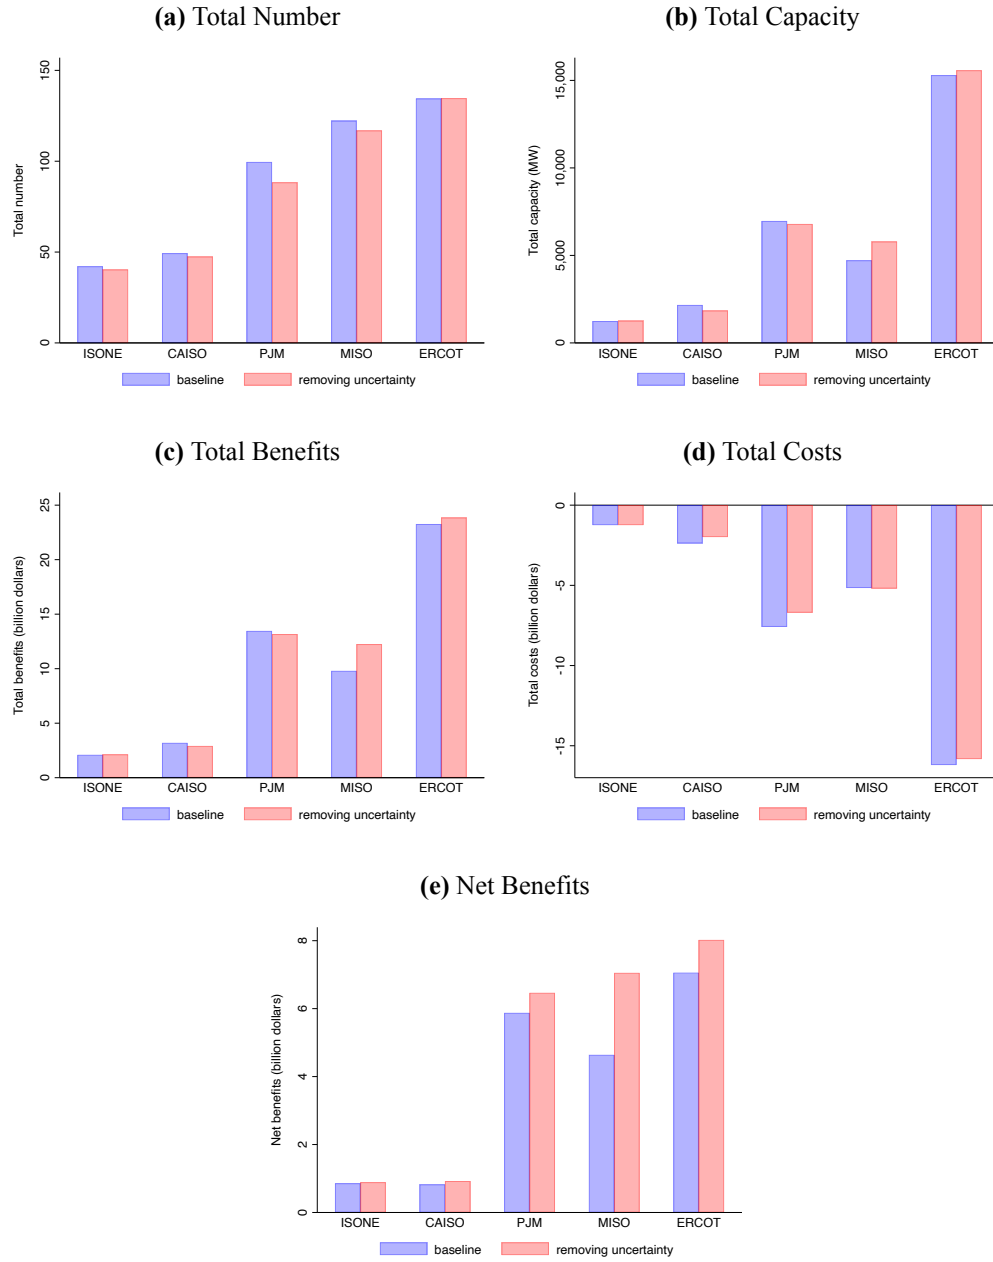 (a) Total Number
Total number
0
50
100
150
ISONE CAISO PJM MISO ERCOT
baseline removing uncertainty
(b) Total Capacity
Total capacity (MW)
0
5,000
10,000
15,000
ISONE CAISO PJM MISO ERCOT
baseline removing uncertainty
(c) Total Benefits
Total benefits (billion dollars)
0
5
10
15
20
25
ISONE CAISO PJM MISO ERCOT
baseline removing uncertainty
(d) Total Costs
Total costs (billion dollars)
0
-5
-10
-15
ISONE CAISO PJM MISO ERCOT
baseline removing uncertainty
(e) Net Benefits
Net benefits (billion dollars)
0
2
4
6
8
ISONE CAISO PJM MISO ERCOT
baseline removing uncertainty